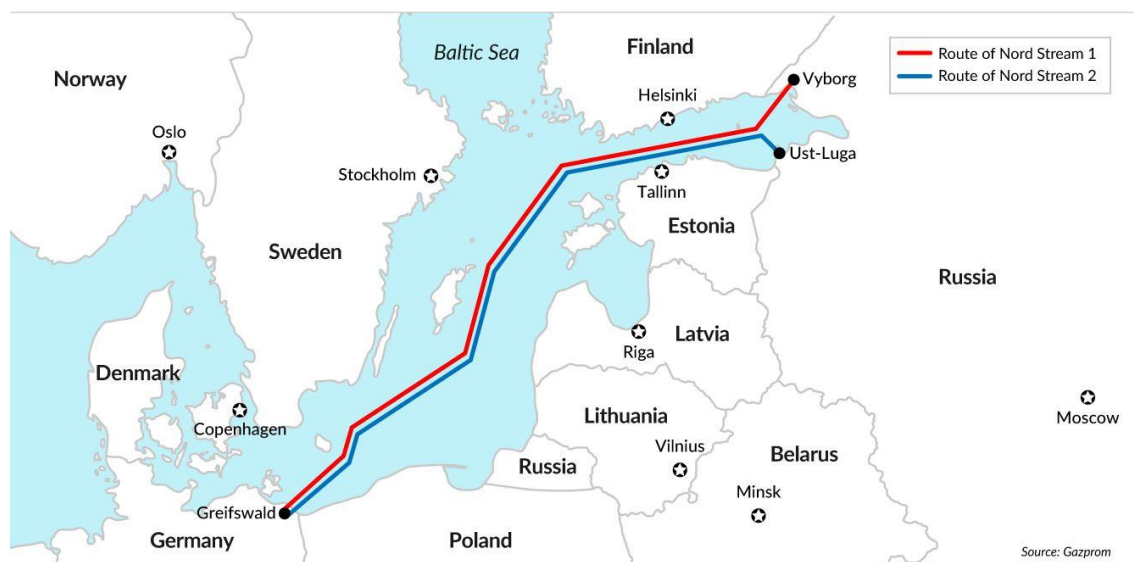 Baltic Sea
Finland
Route of Nord Stream 1
Route of Nord Stream 2
Norway
Vyborg
Helsinki
Oslo
Ust-Luga
Stockholm
Tallinn
Estonia
Sweden
Russia
Latvia
Riga
Denmark
Moscow
Copenhagen
Lithuania
Vilnius
Belarus
Russia
Minsk
Greifswald
Germany
Poland
Source: Gazprom